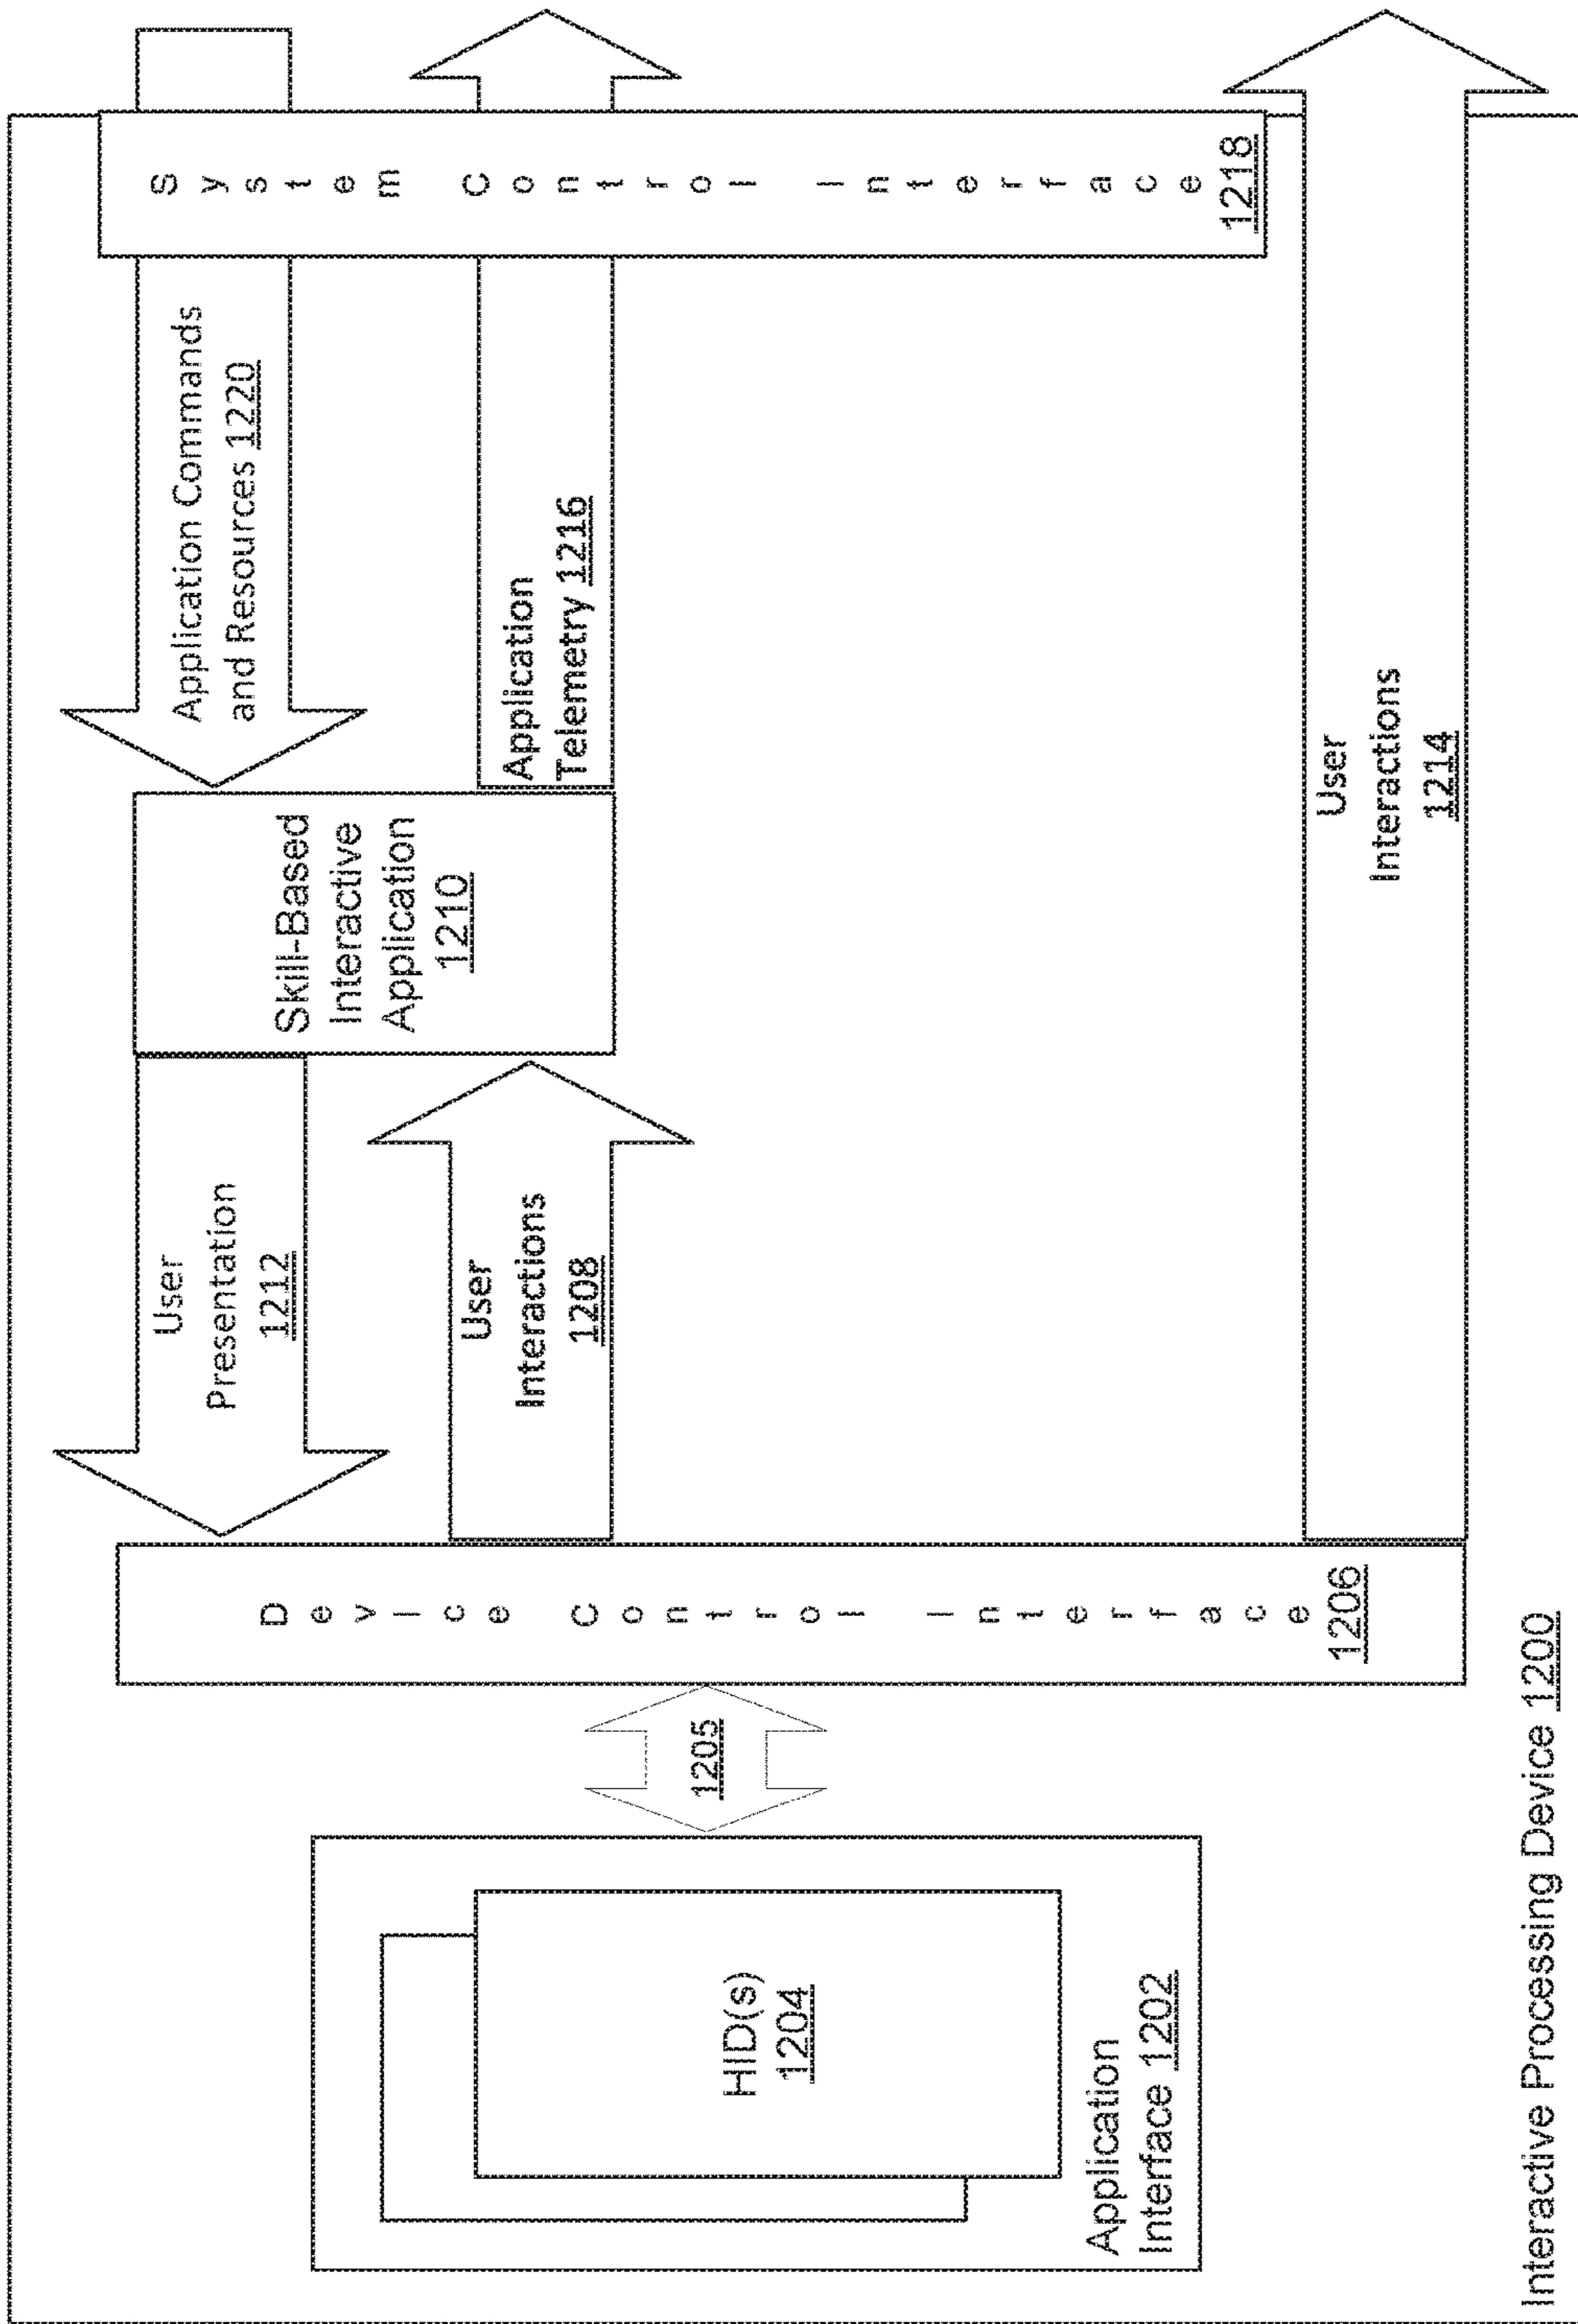 Application
Interface 1202
HID(s)
1204
1205
Device Control Interface
1206
User
Presentation
1212
User
Interactions
1208
Skill-Based
Interactive
Application
1210
Application Commands
and Resources 1220
Application
Telemetry 1216
System Control Interface
1218
User
Interactions
1214
Interactive Processing Device 1200